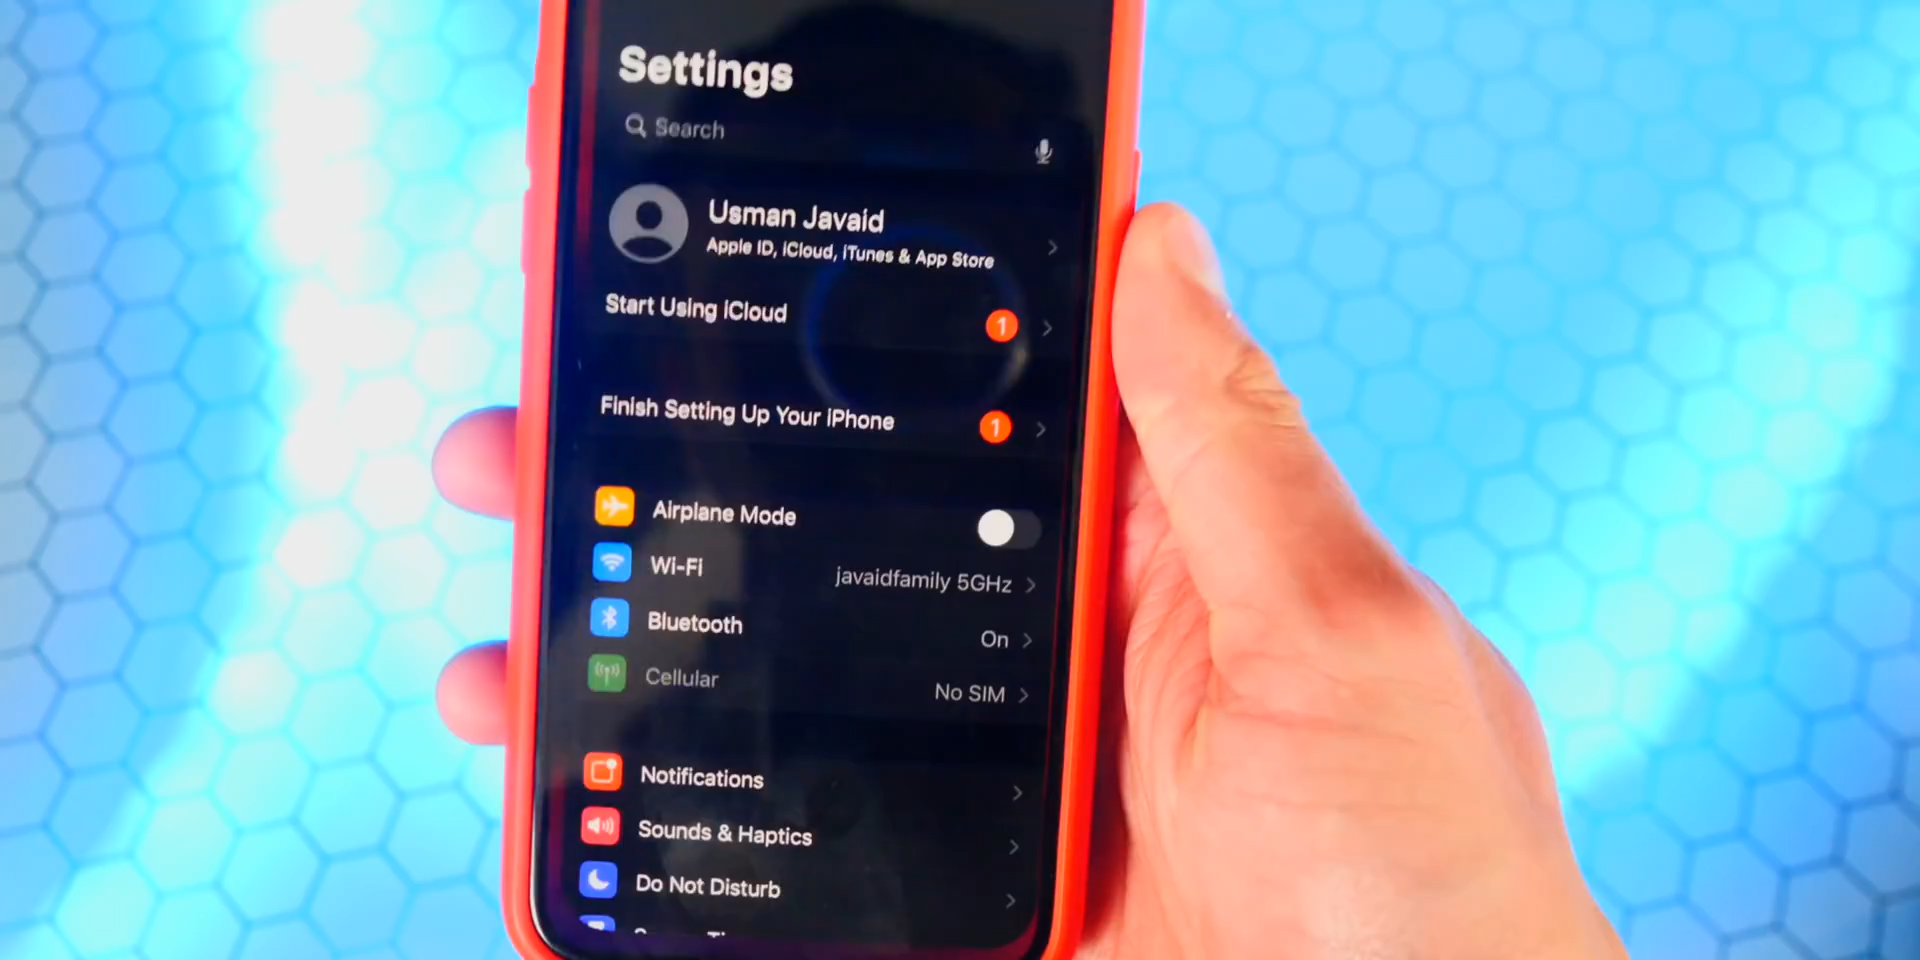 Settings
Search
Usman Javaid
Apple ID, iCloud, iTunes & App Store
Start Using iCloud 1
Finish Setting Up Your iPhone 1
Airplane Mode
Wi-Fi javaidfamily 5GHz
Bluetooth On
Cellular No SIM
Notifications
Sounds & Haptics
Do Not Disturb